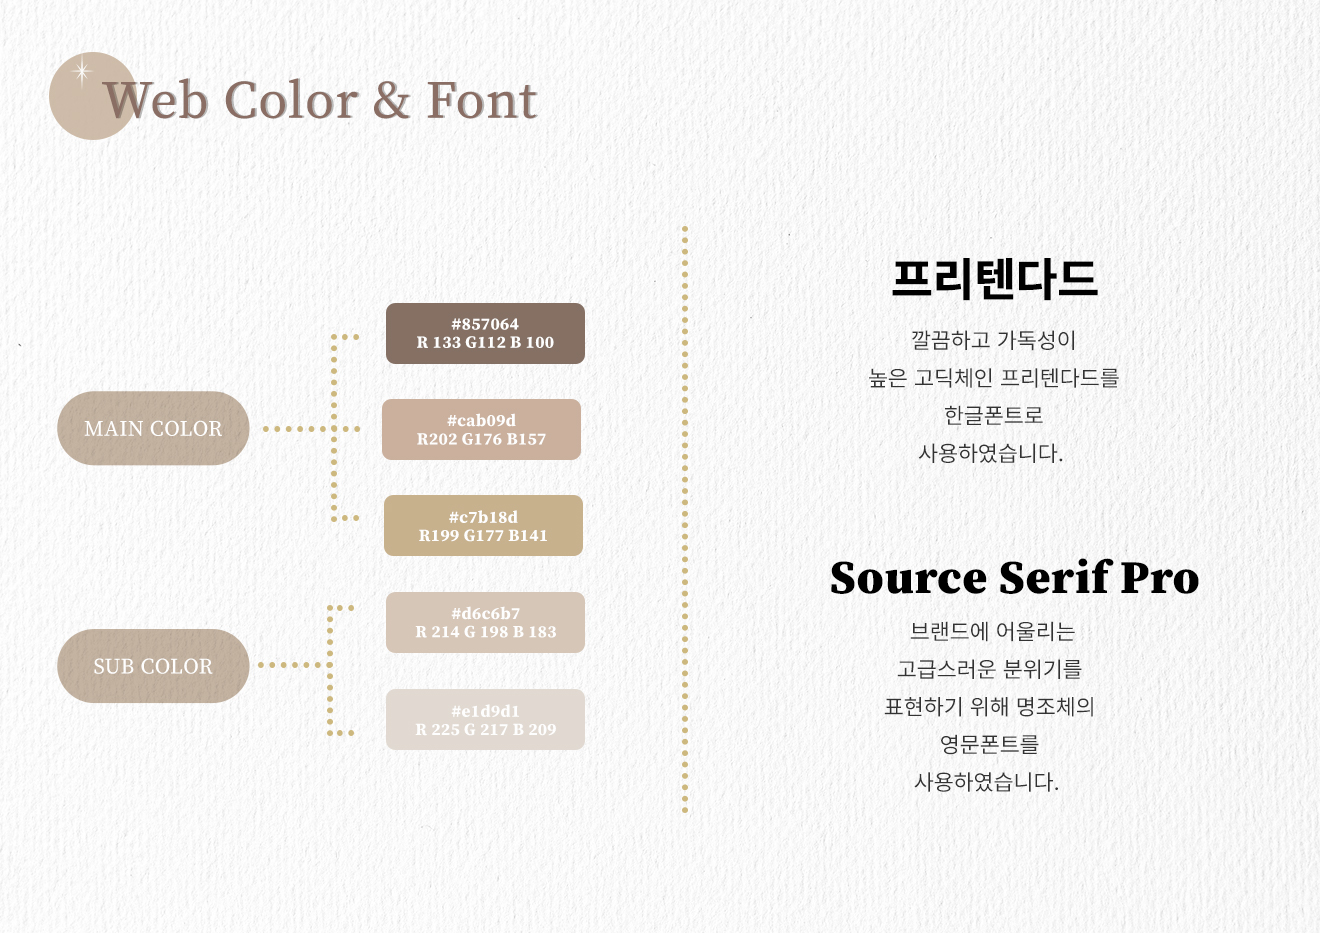 Web Color & Font
MAIN COLOR
#857064
R 133 G112 B 100
#cab09d
R202 G176 B157
#c7b18d
R199 G177 B141
SUB COLOR
#d6c6b7
R 214 G 198 B 183
#e1d9d1
R 225 G 217 B 209
프리텐다드
깔끔하고 가독성이
높은 고딕체인 프리텐다드를
한글폰트로
사용하였습니다.
Source Serif Pro
브랜드에 어울리는
고급스러운 분위기를
표현하기 위해 명조체의
영문폰트를
사용하였습니다.